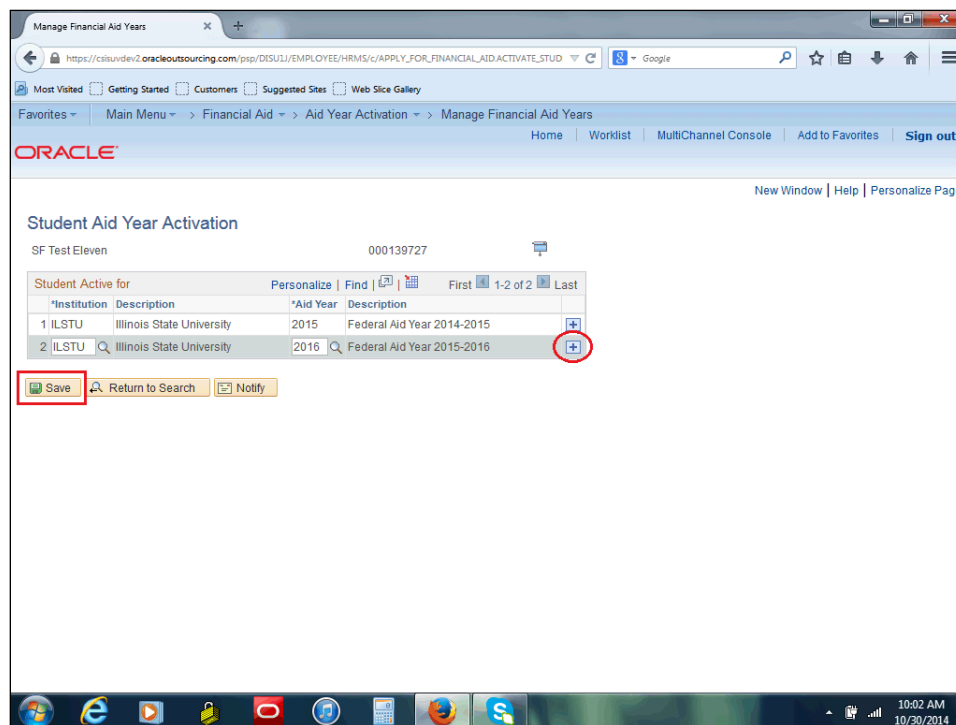 Manage Financial Aid Years
https://csisuvdev2.oracleoutsourcing.com/psp/DISU1J/EMPLOYEE/HRMS/c/APPLY_FOR_FINANCIAL_AID.ACTIVATE_STUD Google
Most Visited Getting Started Customers Suggested Sites Web Slice Gallery
Favorites Main Menu > Financial Aid > Aid Year Activation > Manage Financial Aid Years
Home Worklist MultiChannel Console Add to Favorites Sign out
ORACLE
New Window | Help | Personalize Pag
Student Aid Year Activation
SF Test Eleven 000139727
Student Active for Personalize | Find | First 1-2 of 2 Last
*Institution Description *Aid Year Description
1 ILSTU Illinois State University 2015 Federal Aid Year 2014-2015
2 ILSTU Illinois State University 2016 Federal Aid Year 2015-2016
Save Return to Search Notify
10:02 AM
10/30/2014